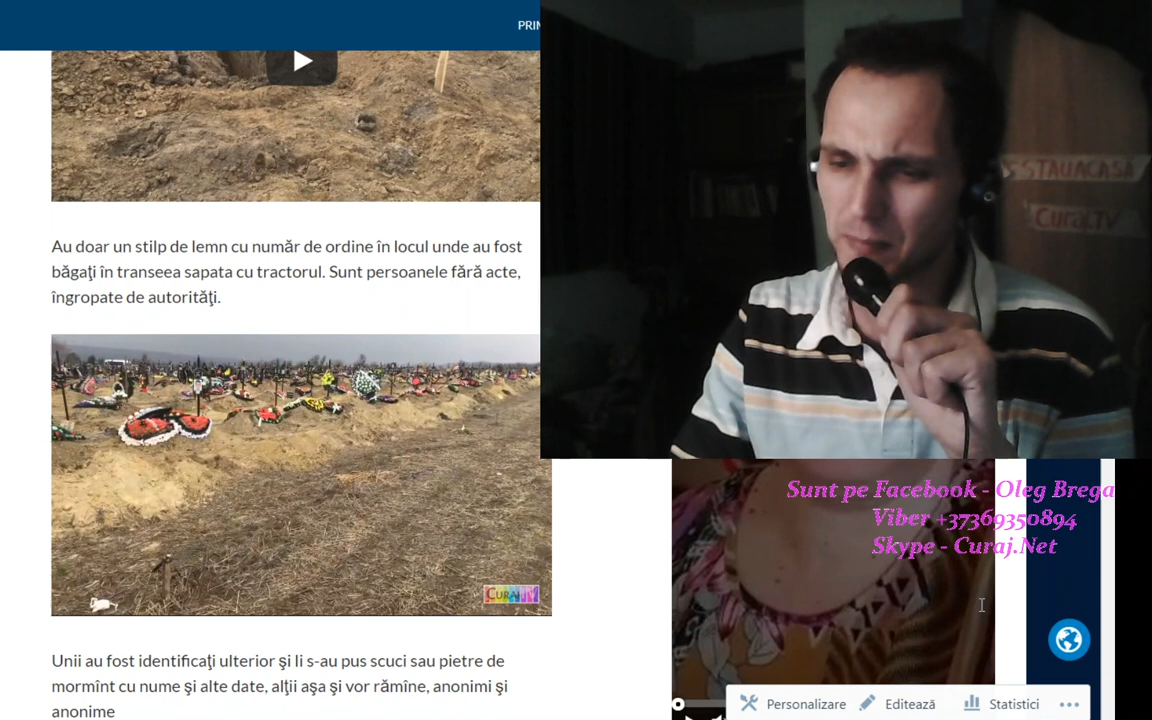 PRIN
Au doar un stilp de lemn cu număr de ordine în locul unde au fost
băgaţi în transeea sapata cu tractorul. Sunt persoanele fără acte,
îngropate de autorităţi.
STAUACASĂ
Curaj.TV
CURAJ.TV
Sunt pe Facebook - Oleg Brega
Viber +37369350894
Skype - Curaj.Net
Unii au fost identificaţi ulterior şi li s-au pus scuci sau pietre de
mormînt cu nume şi alte date, alţii aşa şi vor rămîne, anonimi şi
anonime
Personalizare Editează Statistici